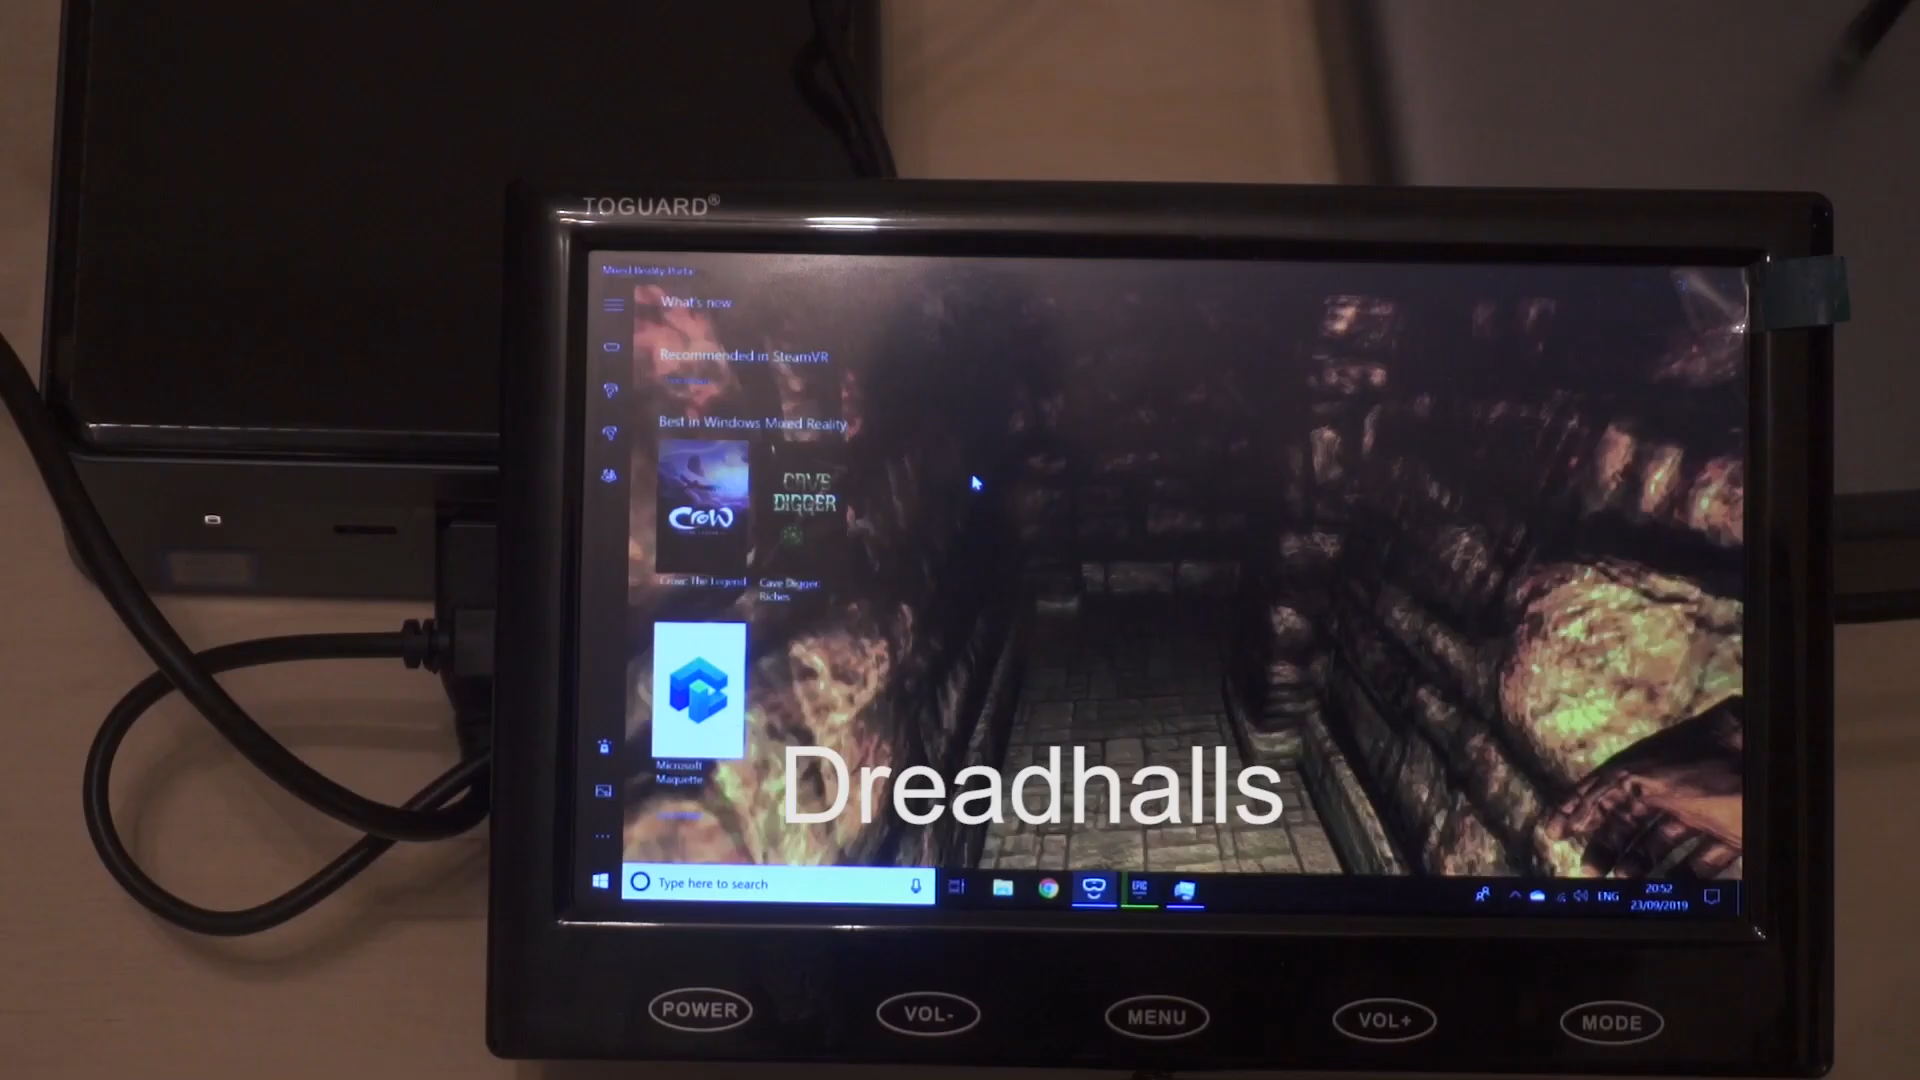 TOGUARD®
Mixed Reality Portal
What's new
Recommended in SteamVR
Best in Windows Mixed Reality
CROW
CAVE
DIGGER
Crow: The Legend
Cave Digger:
Riches
Microsoft
Maquette
Dreadhalls
Type here to search
EPIC
ENG
20:52
23/09/2019
POWER
VOL-
MENU
VOL+
MODE